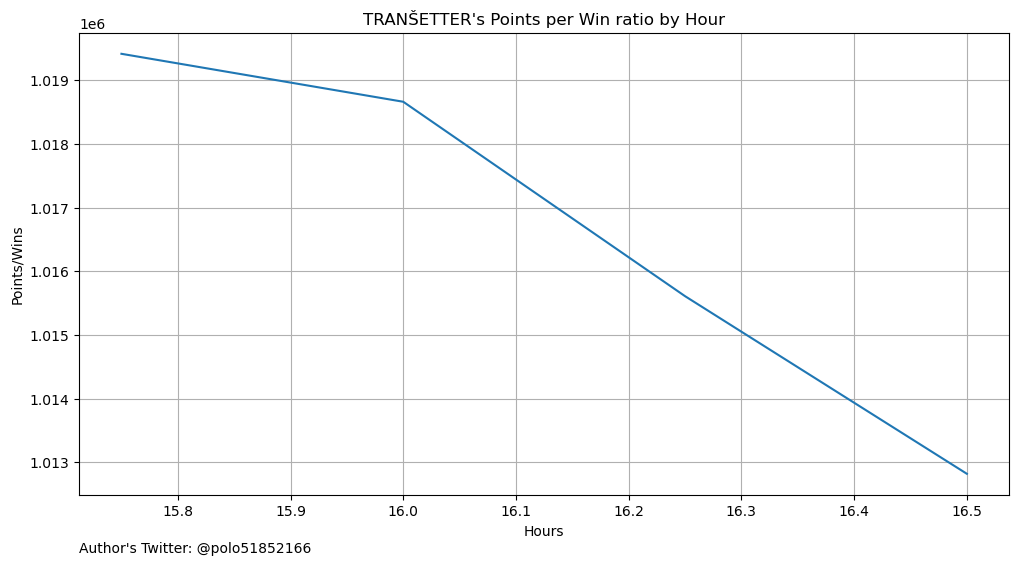 TRANŠETTER's Points per Win ratio by Hour
1e6
1.019
1.018
1.017
1.016
1.015
1.014
1.013
Points/Wins
15.8 15.9 16.0 16.1 16.2 16.3 16.4 16.5
Hours
Author's Twitter: @polo51852166